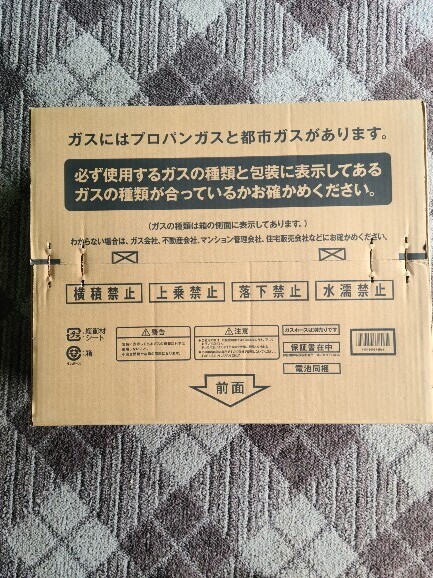 ガスにはプロパンガスと都市ガスがあります。
必ず使用するガスの種類と包装に表示してある
ガスの種類が合っているかお確かめください。
(ガスの種類は箱の側面に表示してあります。)
わからない場合は、ガス会社、不動産会社、マンション管理会社、住宅販売会社などにお確かめください。
横積禁止 上乗禁止 落下禁止 水濡禁止
緩衝材
シート
:箱
警告
注意
ガスホースは別売りです
保証書在中
電池同梱
前面